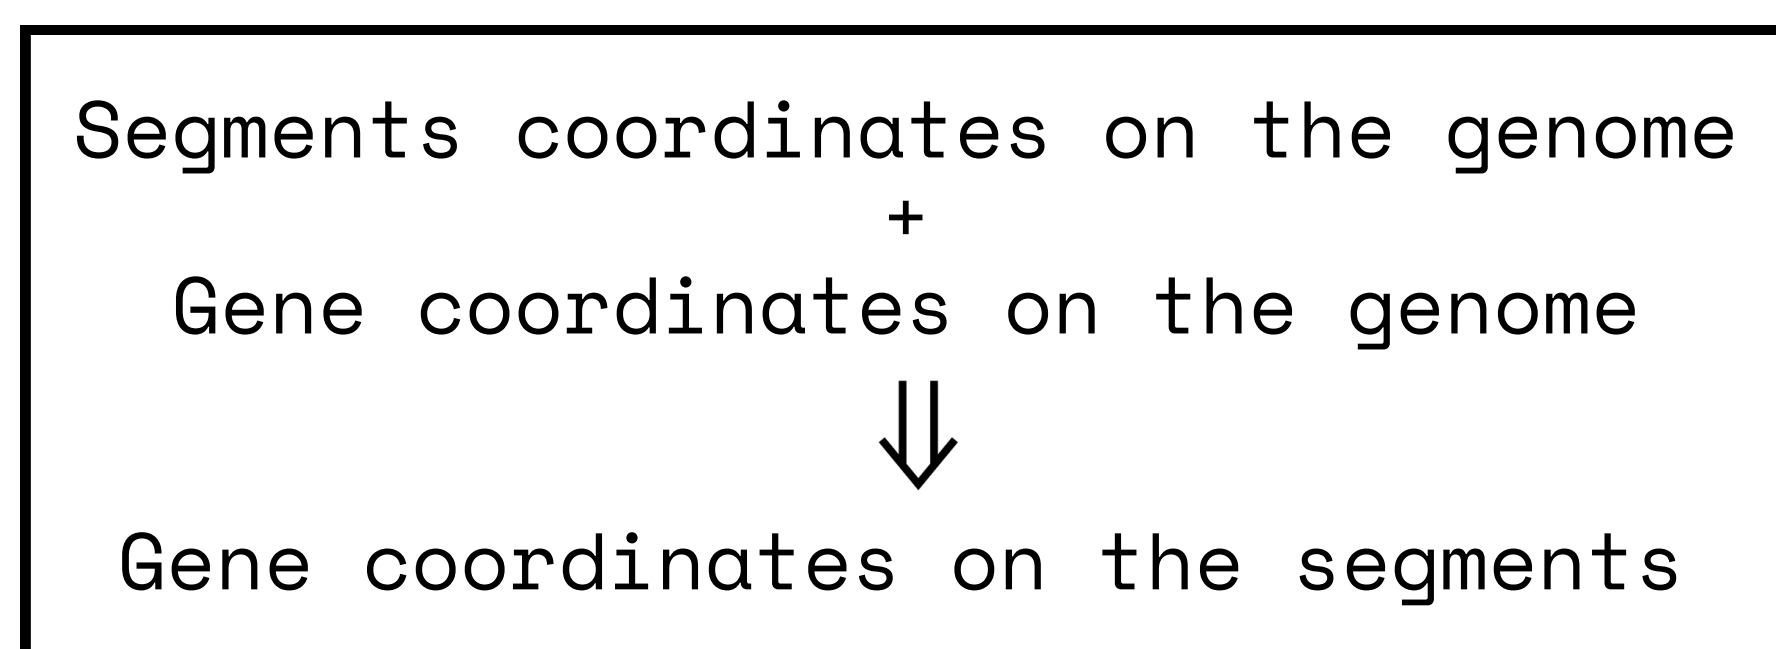 Segments coordinates on the genome
+
Gene coordinates on the genome
⇓
Gene coordinates on the segments